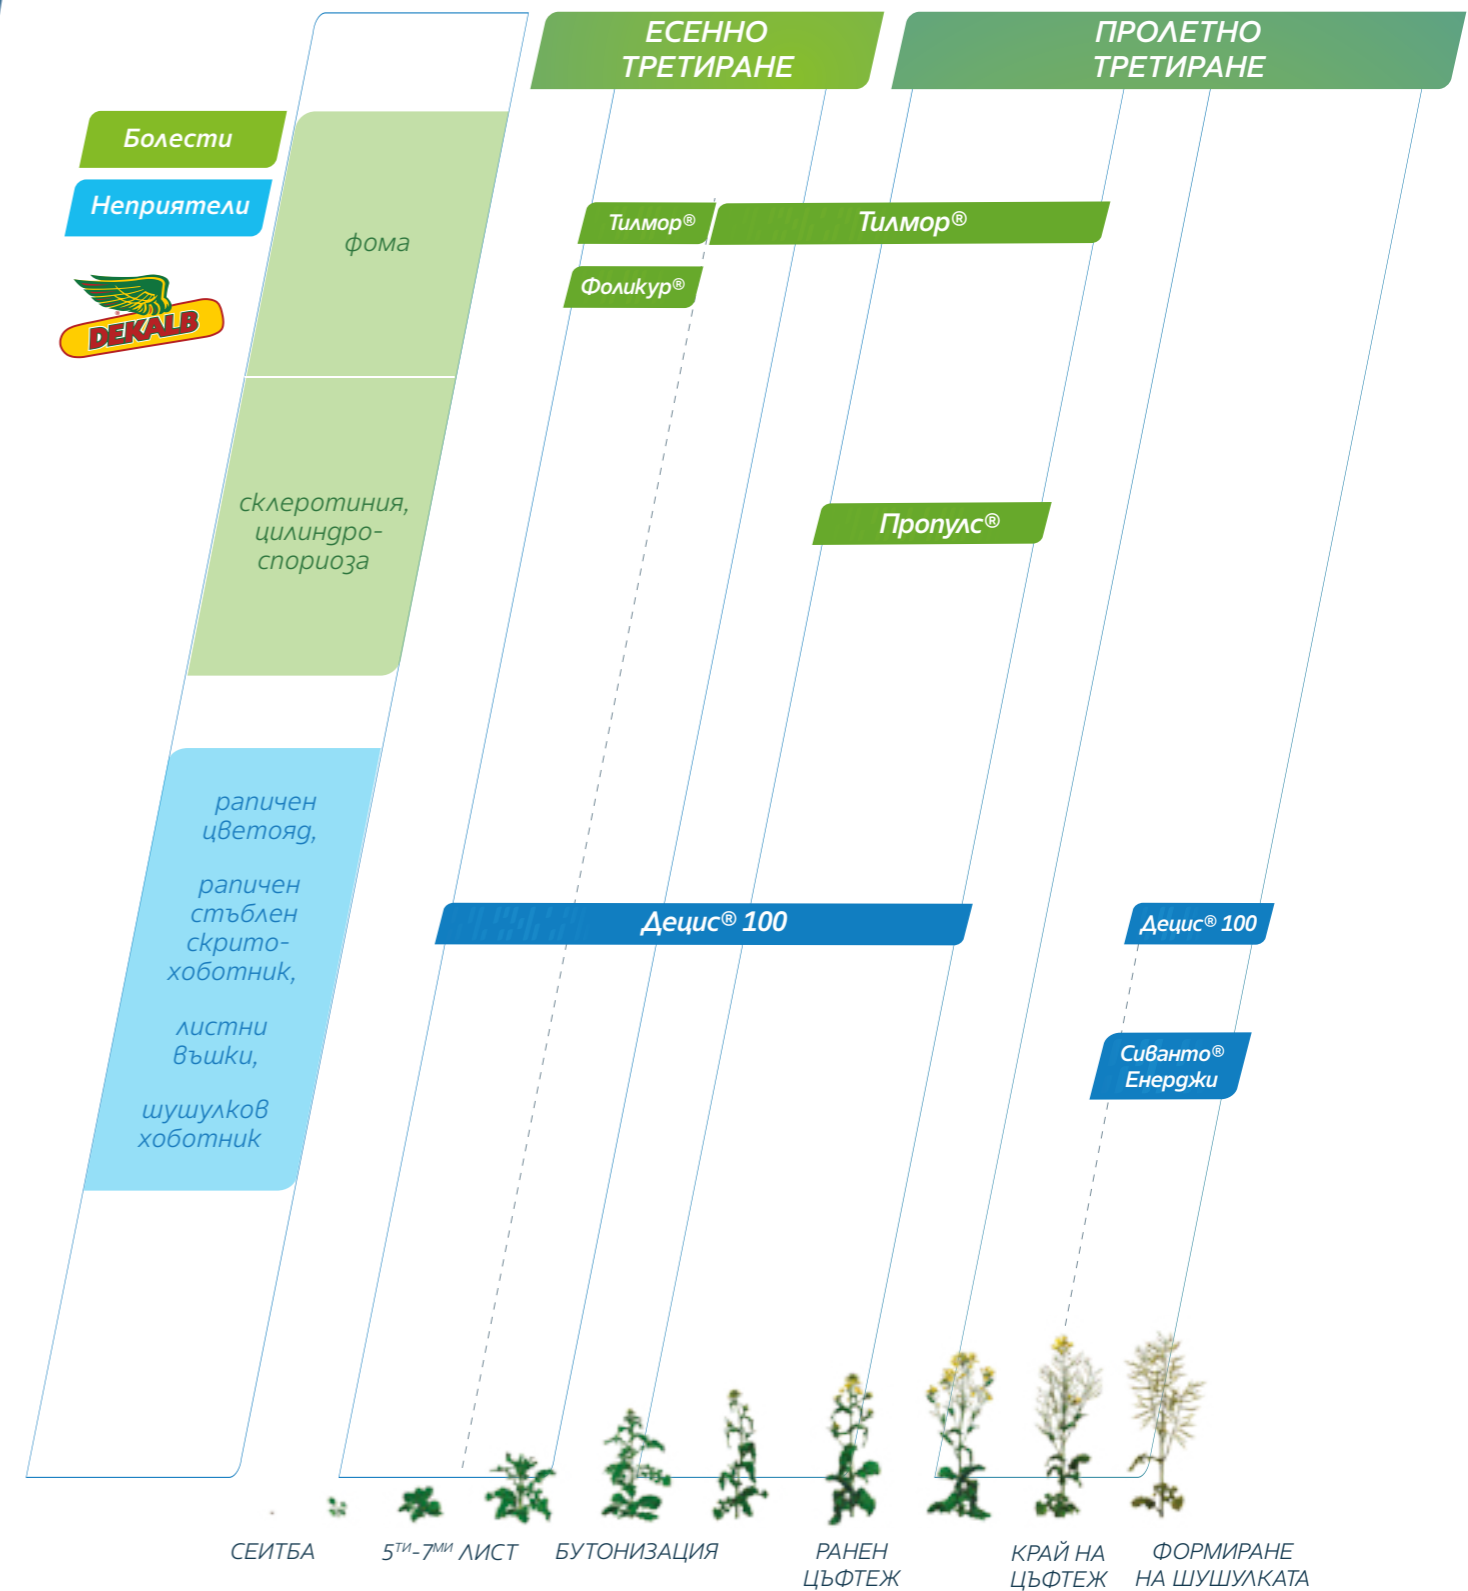 ЕСЕННО
ТРЕТИРАНЕ
ПРОЛЕТНО
ТРЕТИРАНЕ
Болести
Неприятели
DEKALB
фома
Тилмор®
Тилмор®
Фоликур®
склеротиния,
цилиндро-
спориоза
Пропулс®
рапичен
цветояд,
рапичен
стъблен
скрито-
хоботник,
листни
въшки,
шушулков
хоботник
Децис® 100
Децис® 100
Сиванто®
Енерджи
СЕИТБА
5ТИ-7МИ ЛИСТ
БУТОНИЗАЦИЯ
РАНЕН
ЦЪФТЕЖ
КРАЙ НА
ЦЪФТЕЖ
ФОРМИРАНЕ
НА ШУШУЛКАТА